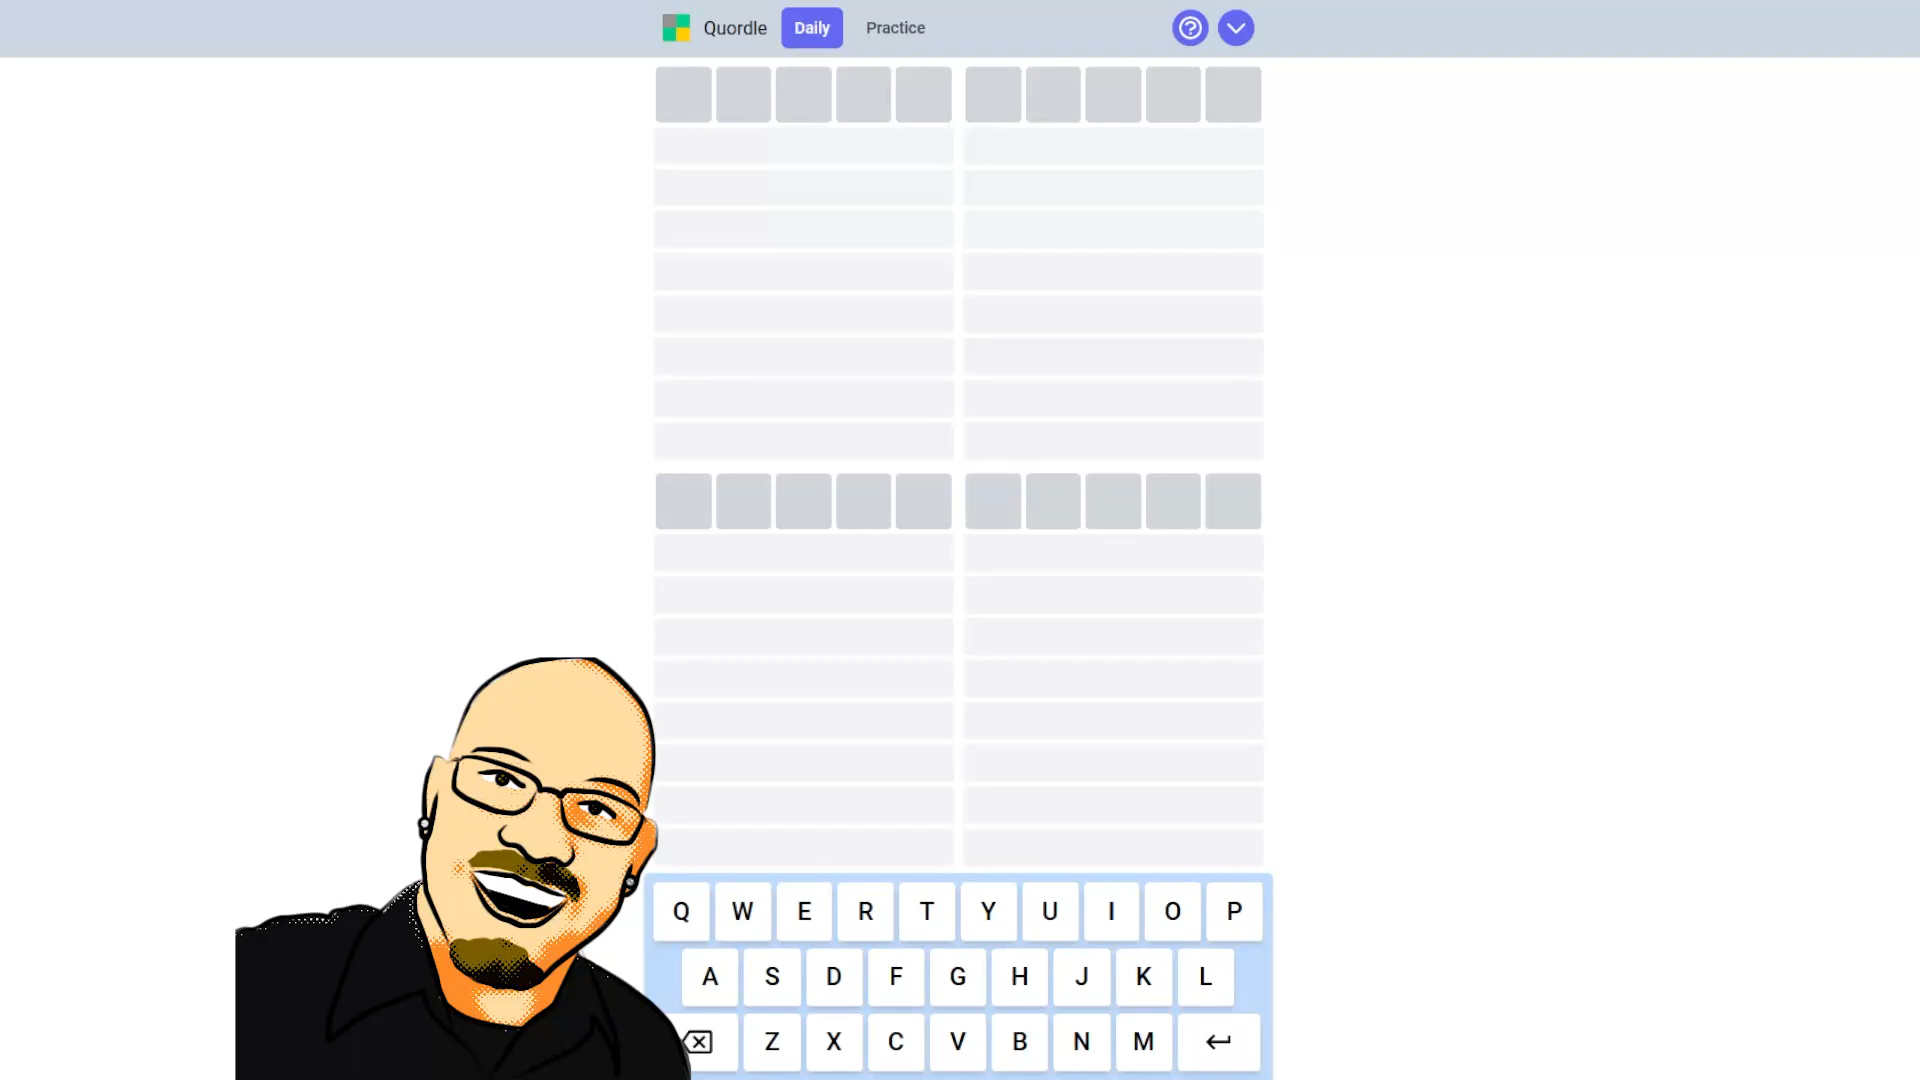 Quordle Daily Practice
Q W E R T Y U I O P
A S D F G H J K L
Z X C V B N M